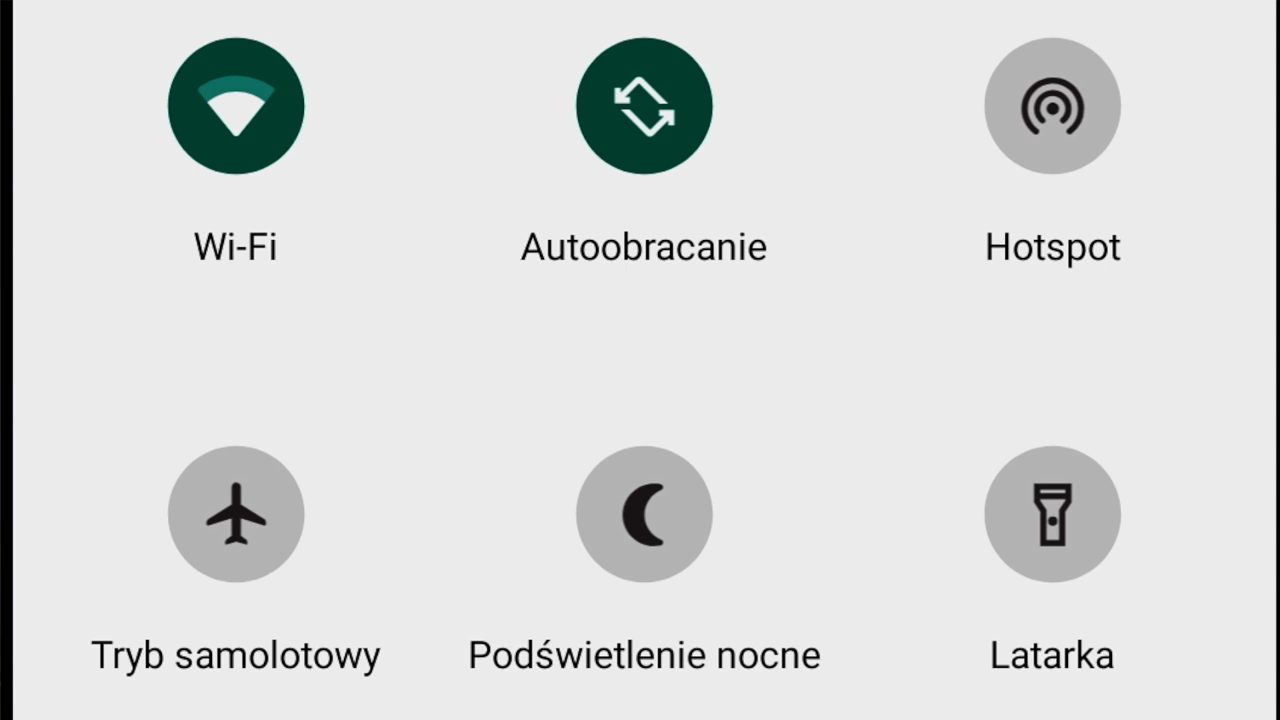 Wi-Fi
Autoobracanie
Hotspot
Tryb samolotowy
Podświetlenie nocne
Latarka